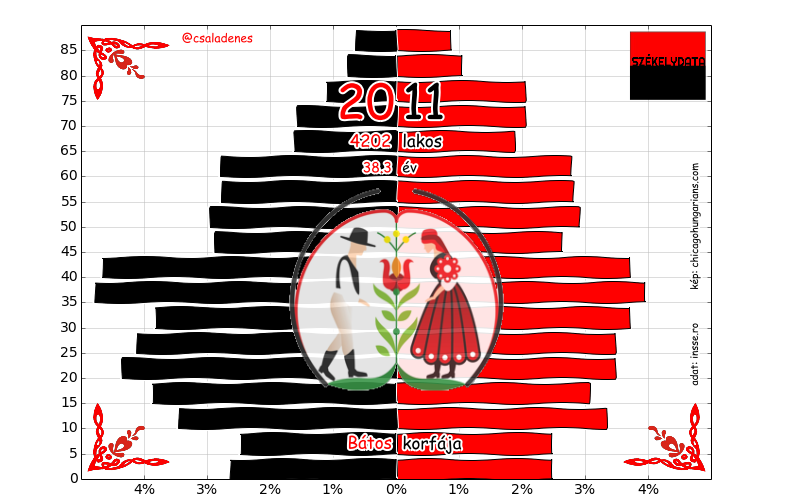 @csaladenes
SZÉKELYDATA
2011
4202 lakos
38.3 év
kép: chicagohungarians.com
adat: insse.ro
Bátos korfája
85
80
75
70
65
60
55
50
45
40
35
30
25
20
15
10
5
0
4% 3% 2% 1% 0% 1% 2% 3% 4%